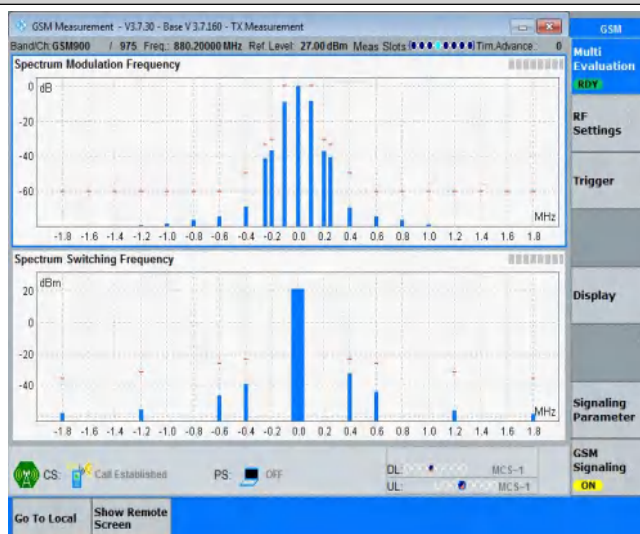 GSM Measurement - V3.7.30 - Base V 3.7.160 - TX Measurement
GSM
Band/Ch: GSM900 / 975 Freq.: 880.20000 MHz Ref. Level: 27.00 dBm Meas Slots Tim.Advance: 0
Multi Evaluation
RDY
Spectrum Modulation Frequency
dB
0
-20
-40
-60
MHz
-1.8 -1.6 -1.4 -1.2 -1.0 -0.8 -0.6 -0.4 -0.2 0.0 0.2 0.4 0.6 0.8 1.0 1.2 1.4 1.6 1.8
RF Settings
Trigger
Spectrum Switching Frequency
dBm
20
0
-20
-40
MHz
-1.8 -1.6 -1.4 -1.2 -1.0 -0.8 -0.6 -0.4 -0.2 0.0 0.2 0.4 0.6 0.8 1.0 1.2 1.4 1.6 1.8
Display
Signaling Parameter
CS: Call Established PS: OFF
DL: MCS-1
UL: MCS-1
GSM Signaling
ON
Go To Local
Show Remote Screen